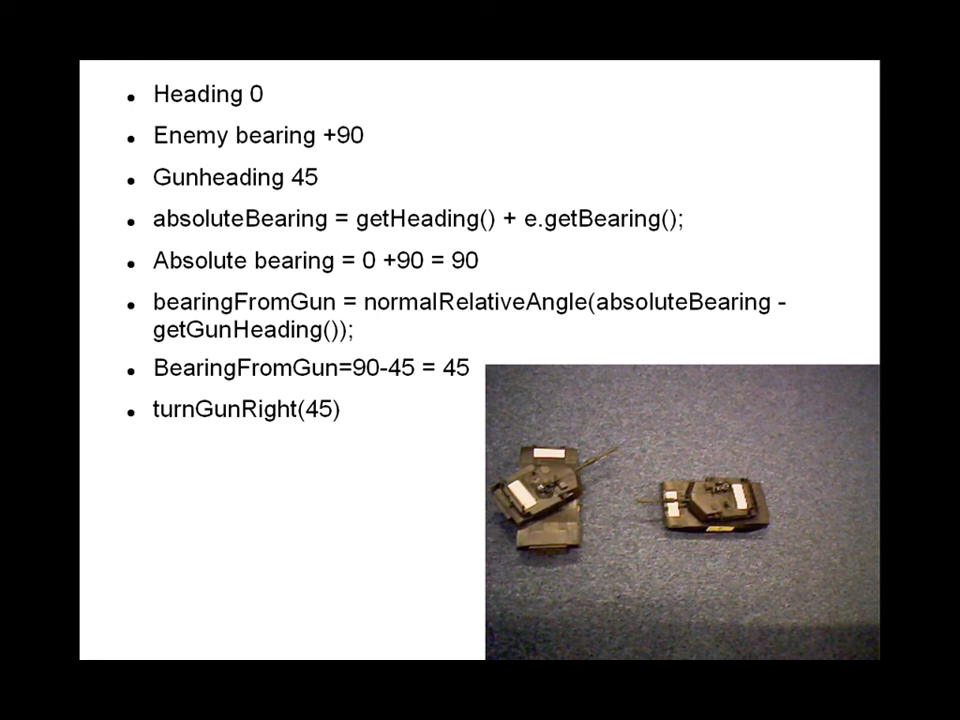 Heading 0
Enemy bearing +90
Gunheading 45
absoluteBearing = getHeading() + e.getBearing();
Absolute bearing = 0 +90 = 90
bearingFromGun = normalRelativeAngle(absoluteBearing -
getGunHeading());
BearingFromGun=90-45 = 45
turnGunRight(45)